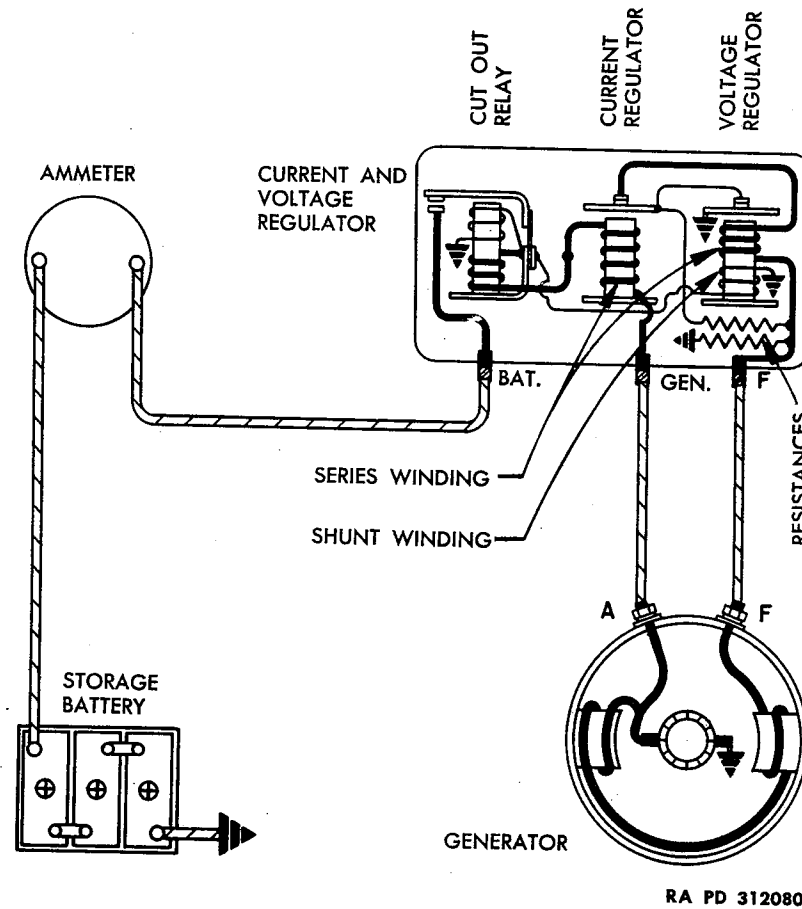 CUT OUT
RELAY
CURRENT
REGULATOR
VOLTAGE
REGULATOR
AMMETER
CURRENT AND
VOLTAGE
REGULATOR
BAT.
GEN.
F
SERIES WINDING
SHUNT WINDING
RESISTANCES
A
F
STORAGE
BATTERY
GENERATOR
RA PD 312080